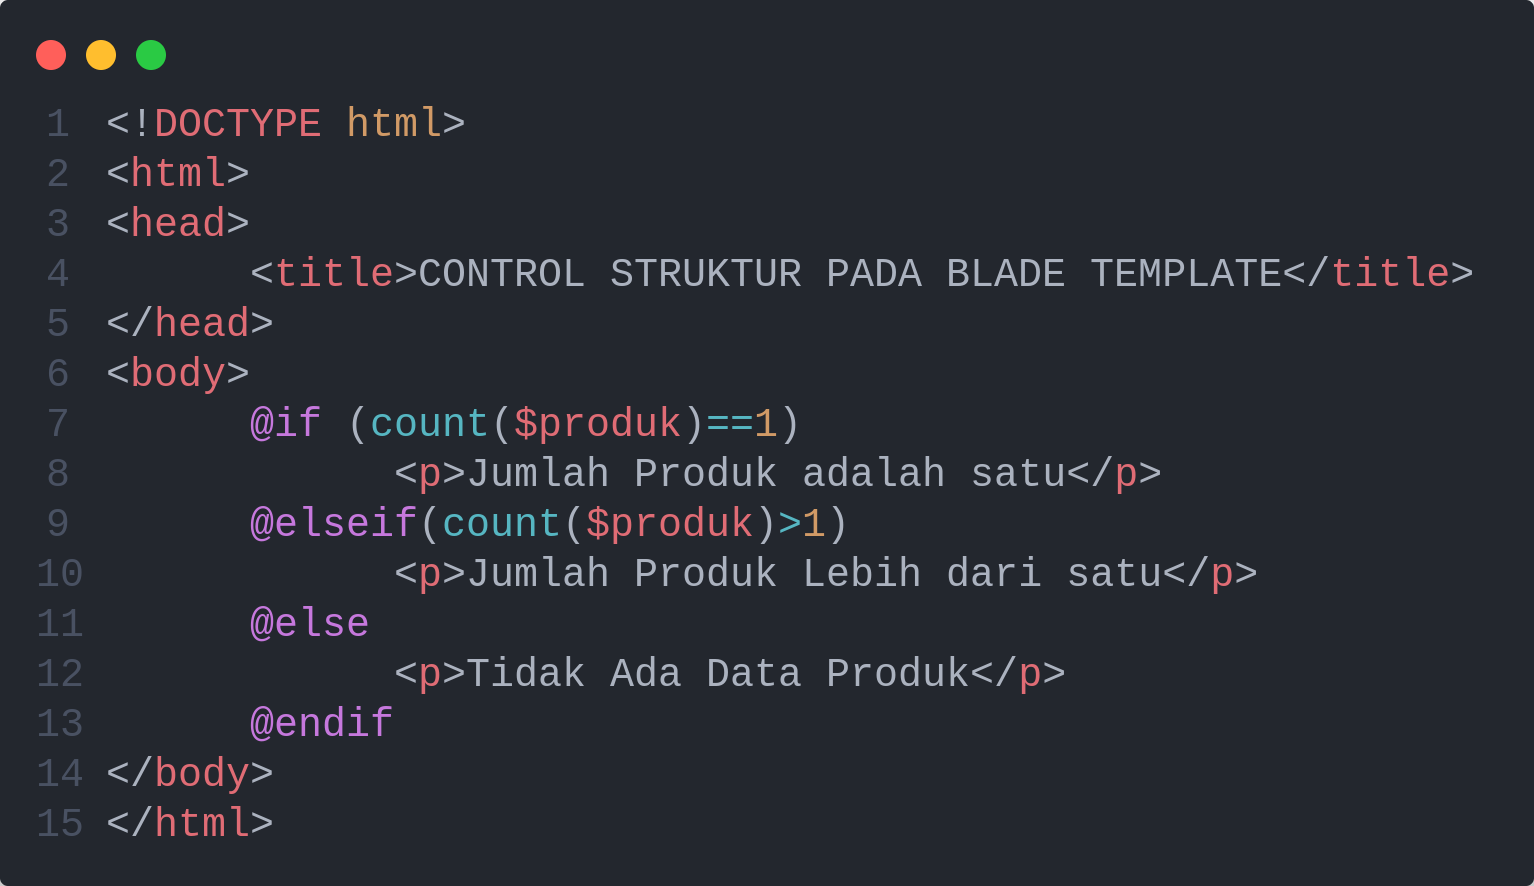 1 <!DOCTYPE html>
2 <html>
3 <head>
4       <title>CONTROL STRUKTUR PADA BLADE TEMPLATE</title>
5 </head>
6 <body>
7       @if (count($produk)==1)
8             <p>Jumlah Produk adalah satu</p>
9       @elseif(count($produk)>1)
10             <p>Jumlah Produk Lebih dari satu</p>
11       @else
12             <p>Tidak Ada Data Produk</p>
13       @endif
14 </body>
15 </html>